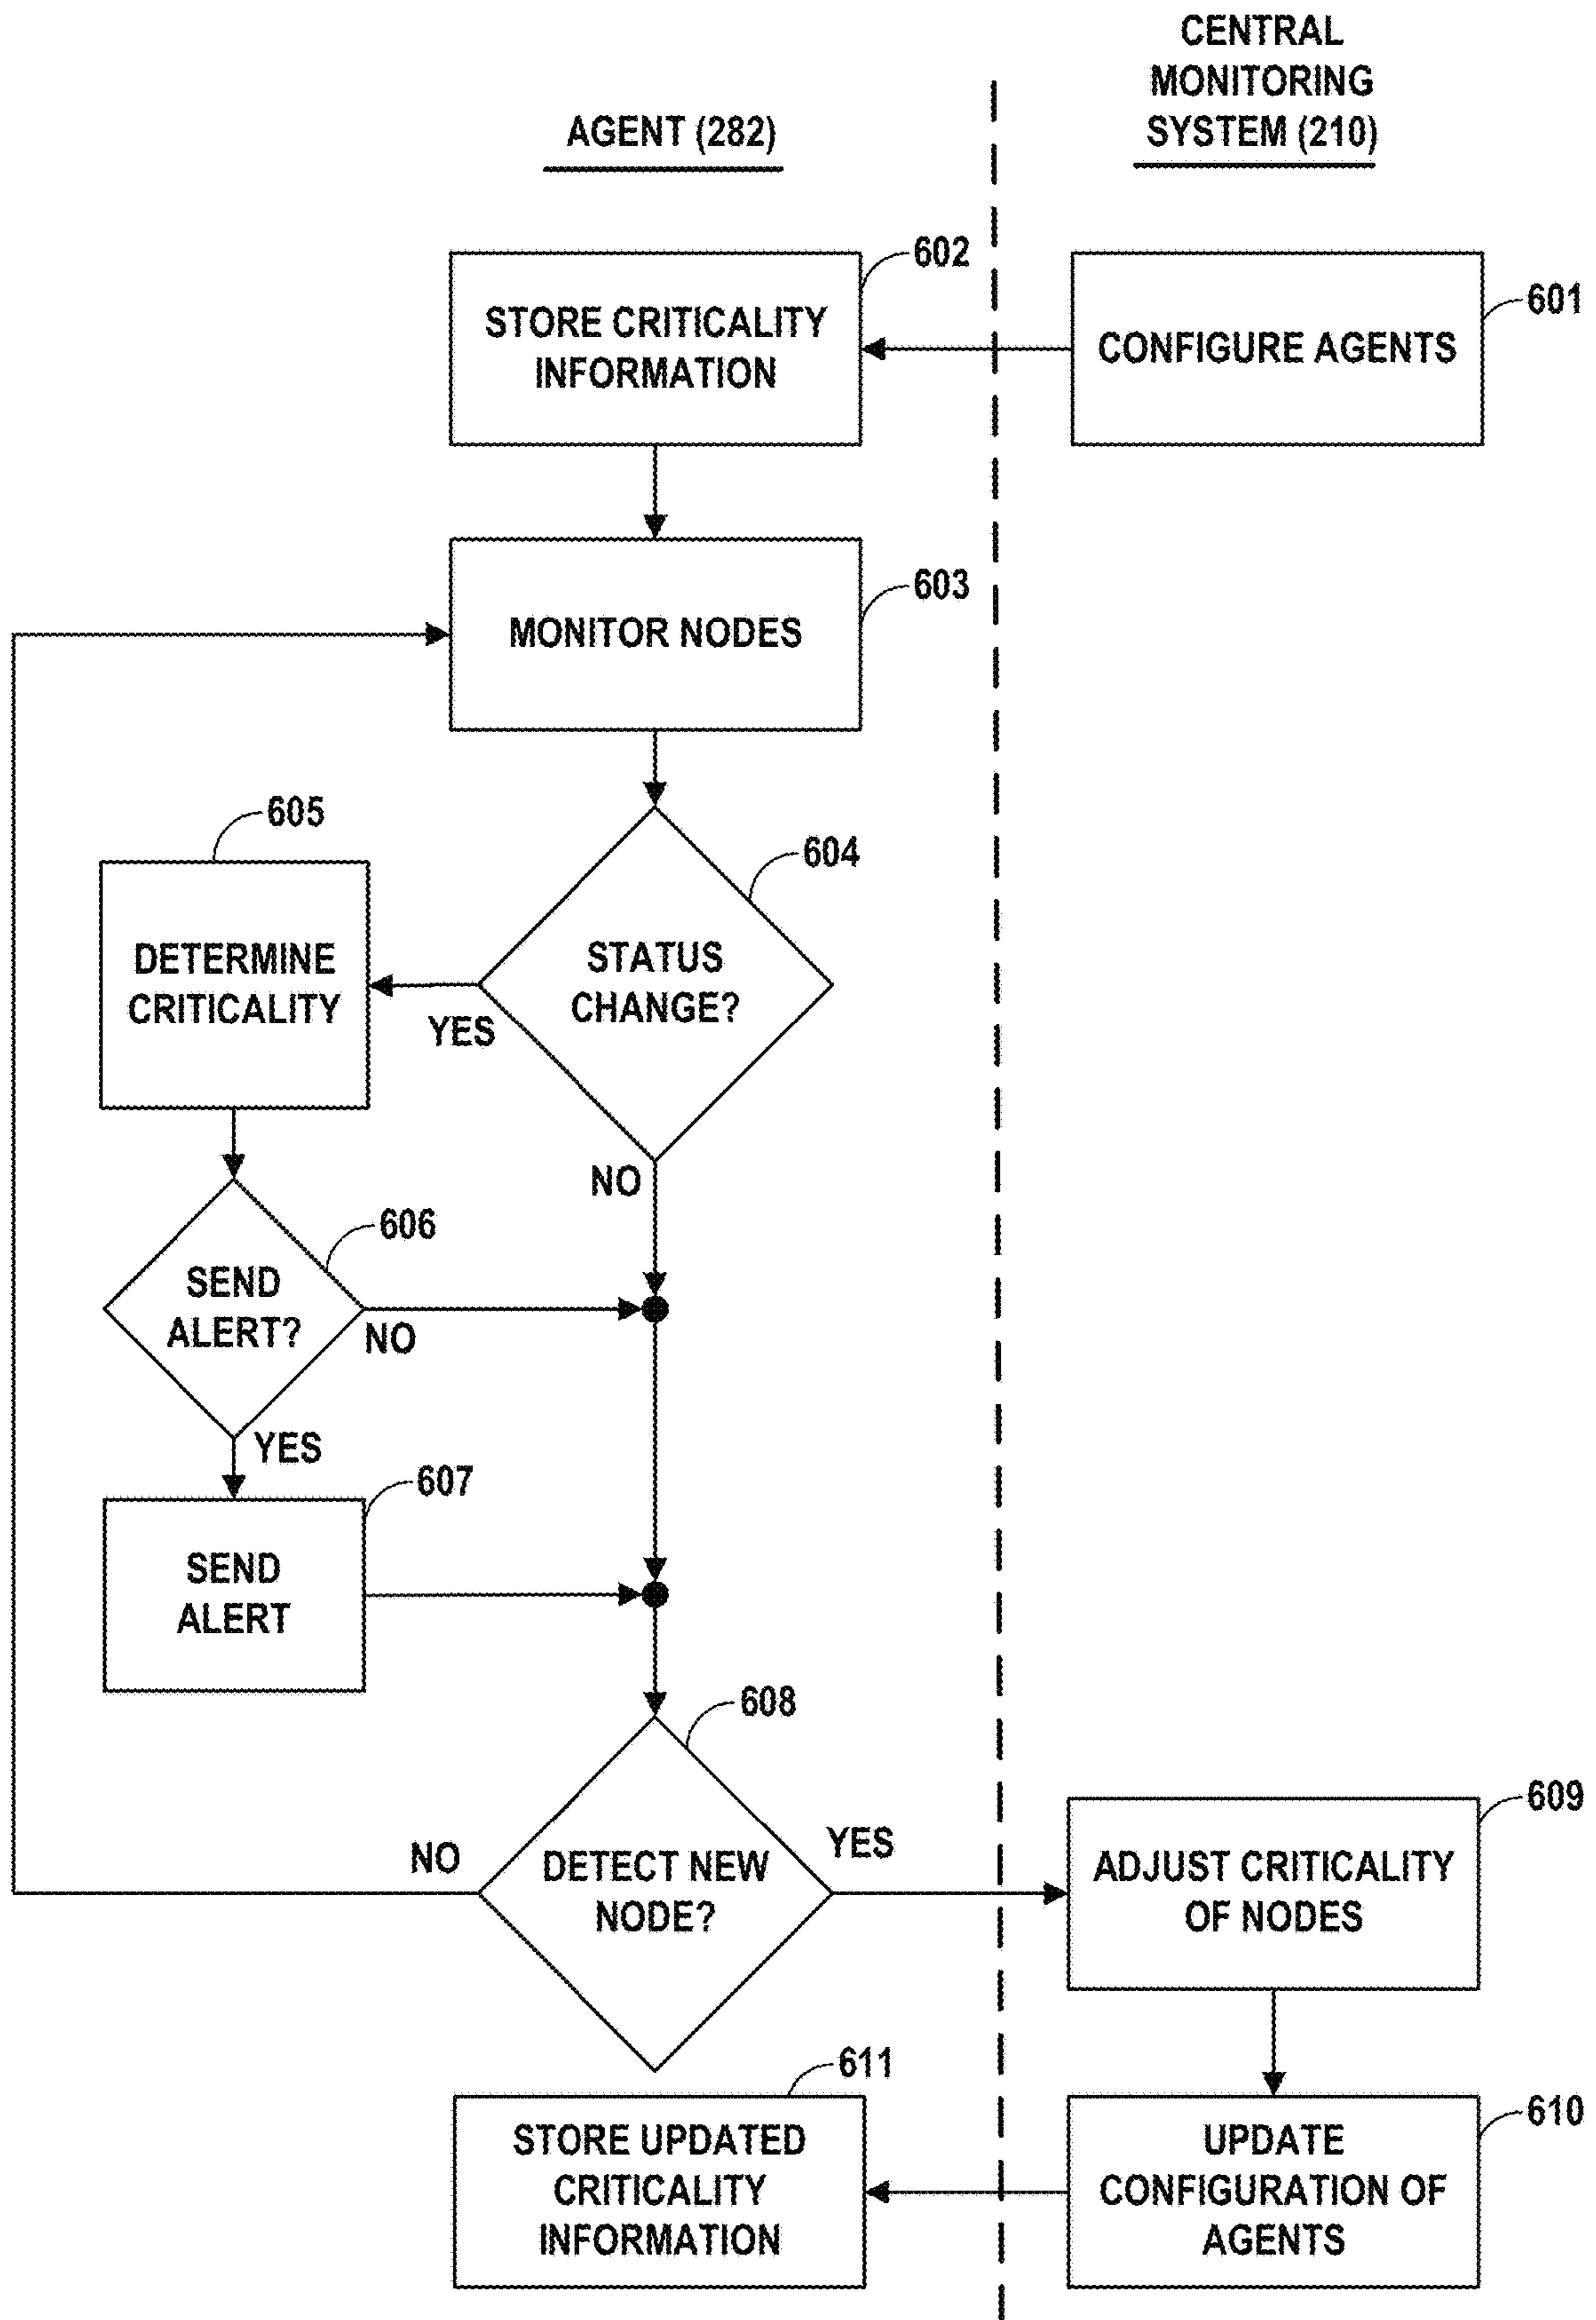 CENTRAL
MONITORING
SYSTEM (210)
AGENT (282)
602
STORE CRITICALITY
INFORMATION
601
CONFIGURE AGENTS
603
MONITOR NODES
605
DETERMINE
CRITICALITY
604
STATUS
CHANGE?
YES
NO
606
SEND
ALERT?
NO
YES
607
SEND
ALERT
608
DETECT NEW
NODE?
NO
YES
609
ADJUST CRITICALITY
OF NODES
611
STORE UPDATED
CRITICALITY
INFORMATION
610
UPDATE
CONFIGURATION OF
AGENTS